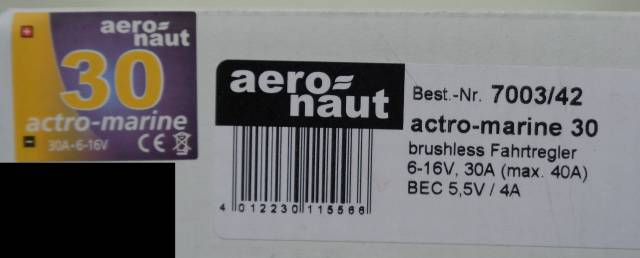 aero=
naut
30
actro-marine
30A-6-16V CE
aero=
naut
Best.-Nr. 7003/42
actro-marine 30
brushless Fahrtregler
6-16V, 30A (max. 40A)
BEC 5,5V / 4A
4 012230 115566